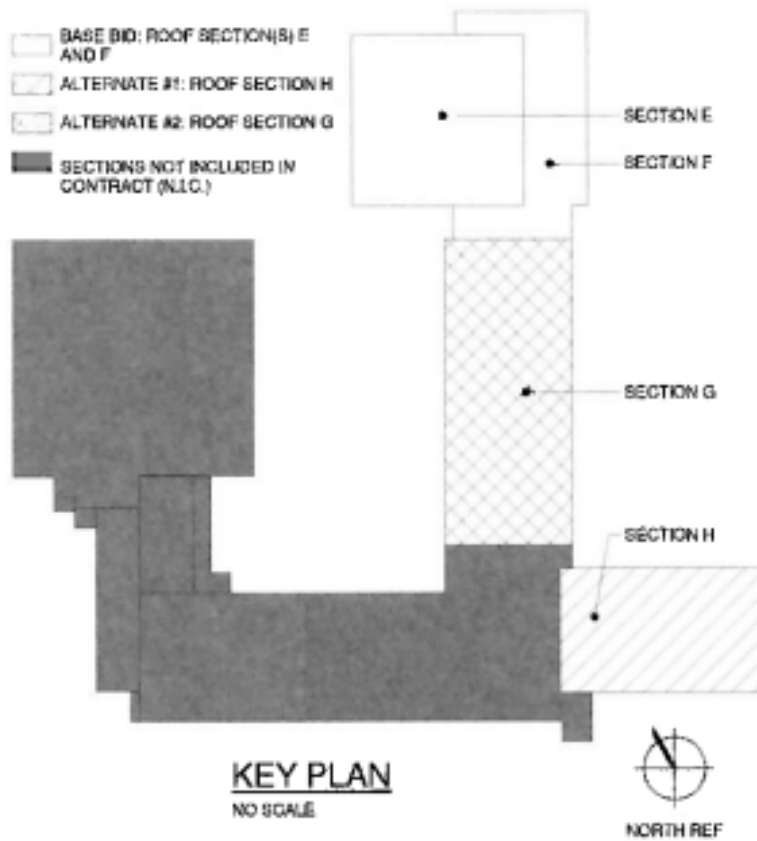 BASE BID: ROOF SECTION(S) E
AND F
ALTERNATE #1: ROOF SECTION H
ALTERNATE #2: ROOF SECTION G
SECTIONS NOT INCLUDED IN
CONTRACT (N.I.C.)
SECTION E
SECTION F
SECTION G
SECTION H
KEY PLAN
NO SCALE
NORTH REF